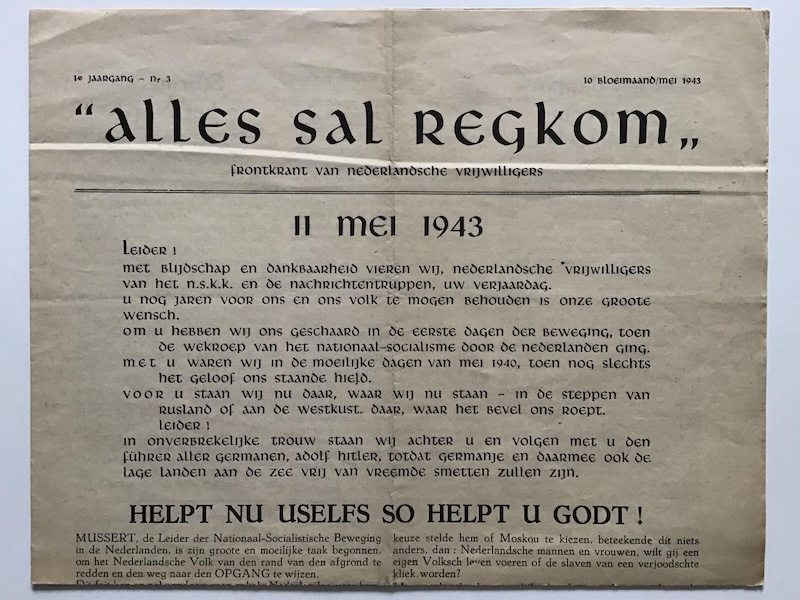 1e jaargang – Nr 3
10 Bloeimaand/Mei 1943
“Alles sal regkom„
Frontkrant van Nederlandsche Vrijwilligers
11 Mei 1943
Leider !
met blijdschap en dankbaarheid vieren wij, nederlandsche vrijwilligers
van het n.s.k.k. en de nachrichtentruppen, uw verjaardag.
u nog jaren voor ons en ons volk te mogen behouden is onze groote
wensch.
om u hebben wij ons geschaard in de eerste dagen der beweging, toen
de wekroep van het nationaal-socialisme door de nederlanden ging.
met u waren wij in de moeilijke dagen van mei 1940, toen nog slechts
het geloof ons staande hield.
voor u staan wij nu daar, waar wij nu staan – in de steppen van
rusland of aan de westkust. daar, waar het bevel ons roept.
leider !
in onverbrekelijke trouw staan wij achter u en volgen met u den
führer aller germanen, adolf hitler, totdat germanje en daarmee ook de
lage landen aan de zee vrij van vreemde smetten zullen zijn.
HELPT NU USELFS SO HELPT U GODT !
MUSSERT, de Leider der Nationaal-Socialistische Beweging
in de Nederlanden, is zijn groote en moeilijke taak begonnen,
om het Nederlandsche Volk van den rand van den afgrond te
redden en den weg naar den OPGANG te wijzen.
keuze stelde hem of Moskou te kiezen, beteekende dit niets
anders, dan : Nederlandsche mannen en vrouwen, wilt gij een
eigen Volksch leven voeren of de slaven van een verjoodschte
kliek worden?